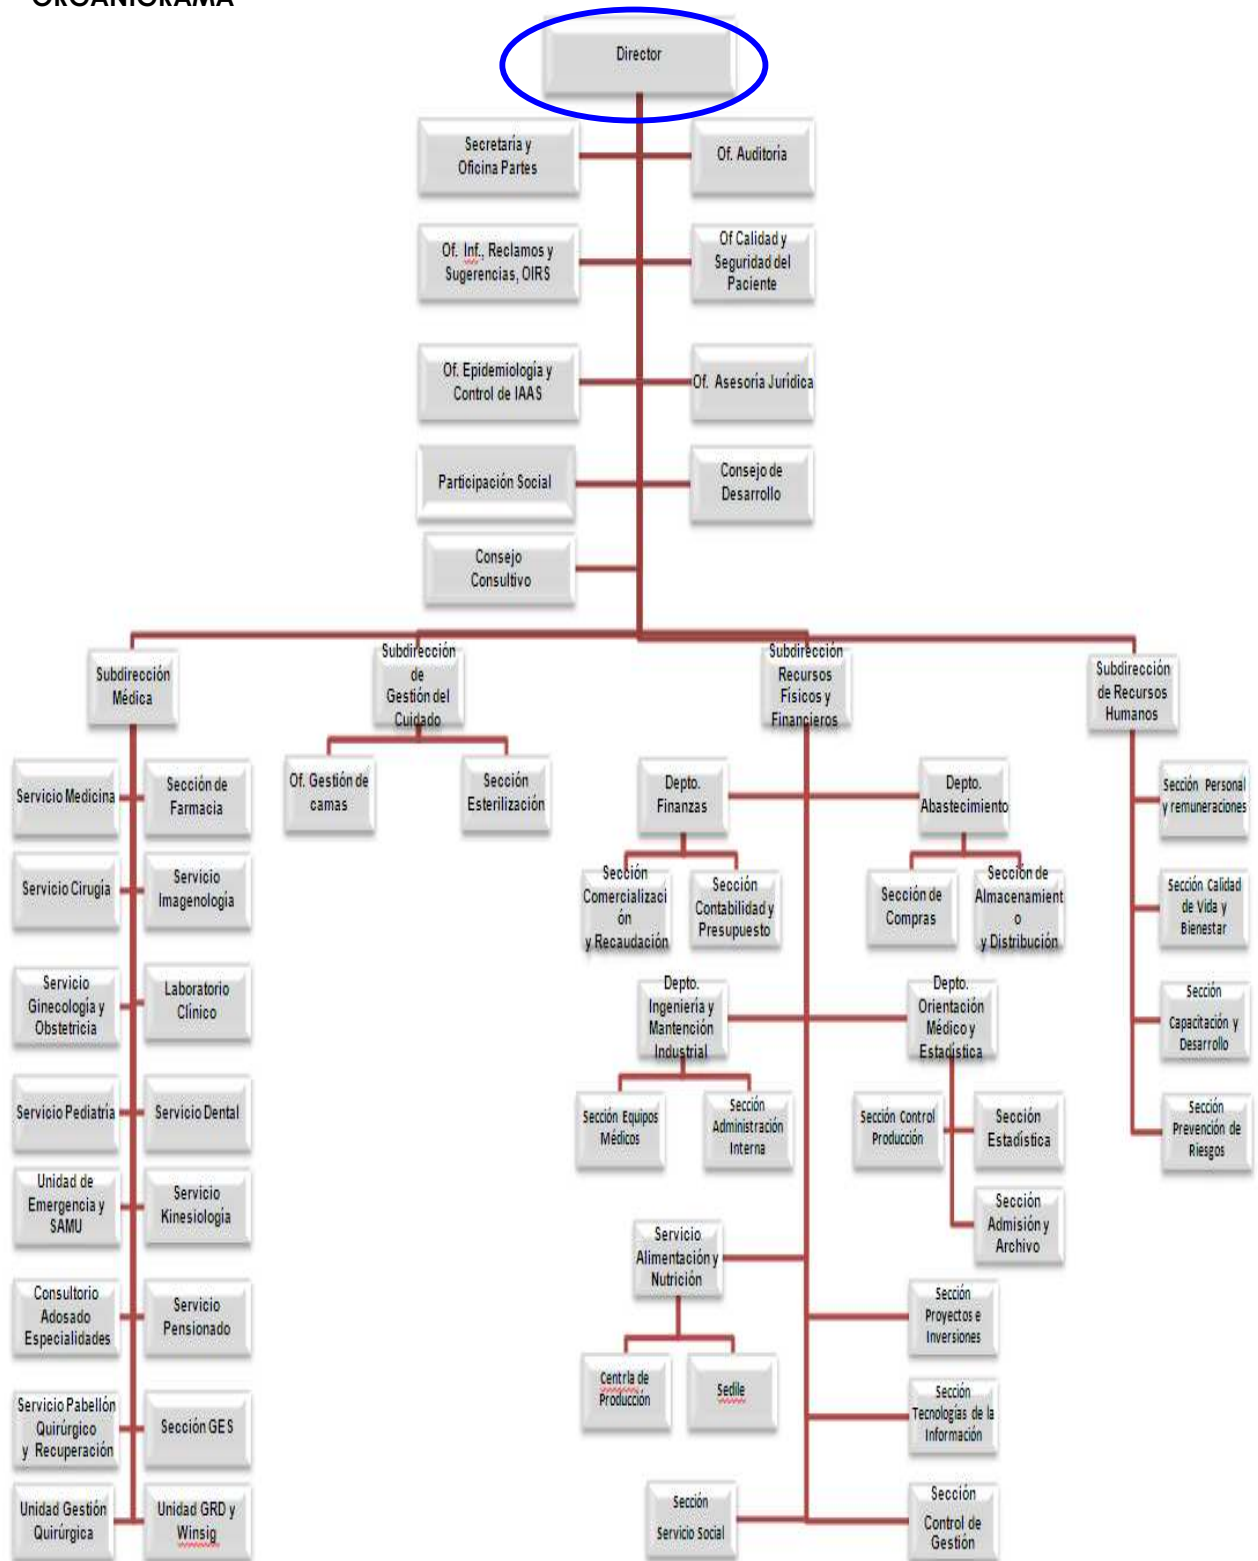 ORGANIGRAMA
Director
Secretaría y
Oficina Partes
Of. Auditoría
Of. Inf., Reclamos y
Sugerencias, OIRS
Of Calidad y
Seguridad del
Paciente
Of. Epidemiología y
Control de IAAS
Of. Asesoría Jurídica
Participación Social
Consejo de
Desarrollo
Consejo
Consultivo
Subdirección
Médica
Subdirección
de
Gestión del
Cuidado
Subdirección
Recursos
Físicos y
Financieros
Subdirección
de Recursos
Humanos
Servicio Medicina
Sección de
Farmacia
Servicio Cirugía
Servicio
Imagenología
Servicio
Ginecología y
Obstetricia
Laboratorio
Clínico
Servicio Pediatría
Servicio Dental
Unidad de
Emergencia y
SAMU
Servicio
Kinesiología
Consultorio
Adosado
Especialidades
Servicio
Pensionado
Servicio Pabellón
Quirúrgico
y Recuperación
Sección GES
Unidad Gestión
Quirúrgica
Unidad GRD y
Winsig
Of. Gestión de
camas
Sección
Esterilización
Depto.
Finanzas
Depto.
Abastecimiento
Sección
Comercializaci
ón
y Recaudación
Sección
Contabilidad y
Presupuesto
Sección de
Compras
Sección de
Almacenamient
o
y Distribución
Depto.
Ingeniería y
Mantención
Industrial
Depto.
Orientación
Médico y
Estadística
Sección Equipos
Médicos
Sección
Administración
Interna
Sección Control
Producción
Sección
Estadística
Sección
Admisión y
Archivo
Servicio
Alimentación y
Nutrición
Centrla de
Producción
Sedile
Sección
Proyectos e
Inversiones
Sección
Tecnologías de la
Información
Sección
Servicio Social
Sección
Control de
Gestión
Sección Personal
y remuneraciones
Sección Calidad
de Vida y
Bienestar
Sección
Capacitación y
Desarrollo
Sección
Prevención de
Riesgos